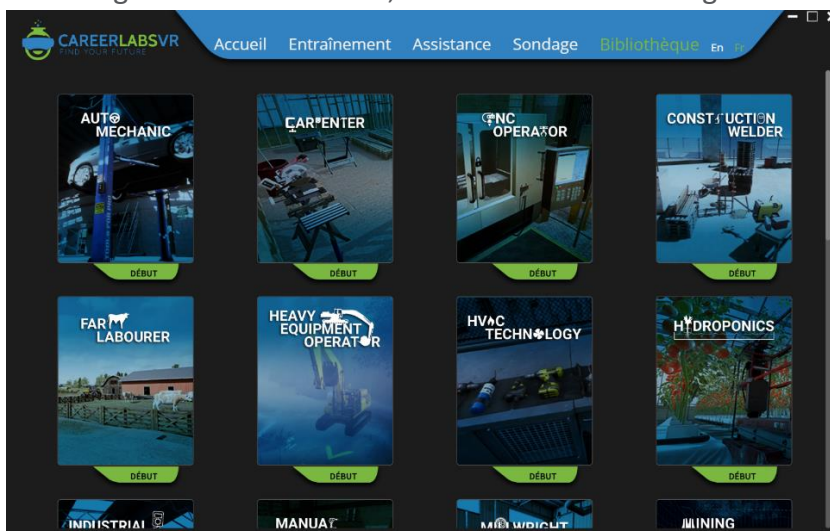 CAREERLABSVR
FIND YOUR FUTURE
Accueil Entraînement Assistance Sondage Bibliothèque En Fr
AUTO
MECHANIC
CARPENTER
CNC
OPERATOR
CONSTRUCTION
WELDER
DÉBUT
DÉBUT
DÉBUT
DÉBUT
FARM
LABOURER
HEAVY
EQUIPMENT
OPERATOR
HVAC
TECHNOLOGY
HYDROPONICS
DÉBUT
DÉBUT
DÉBUT
DÉBUT
INDUSTRIAL
MANUAL
MILLWRIGHT
MINING